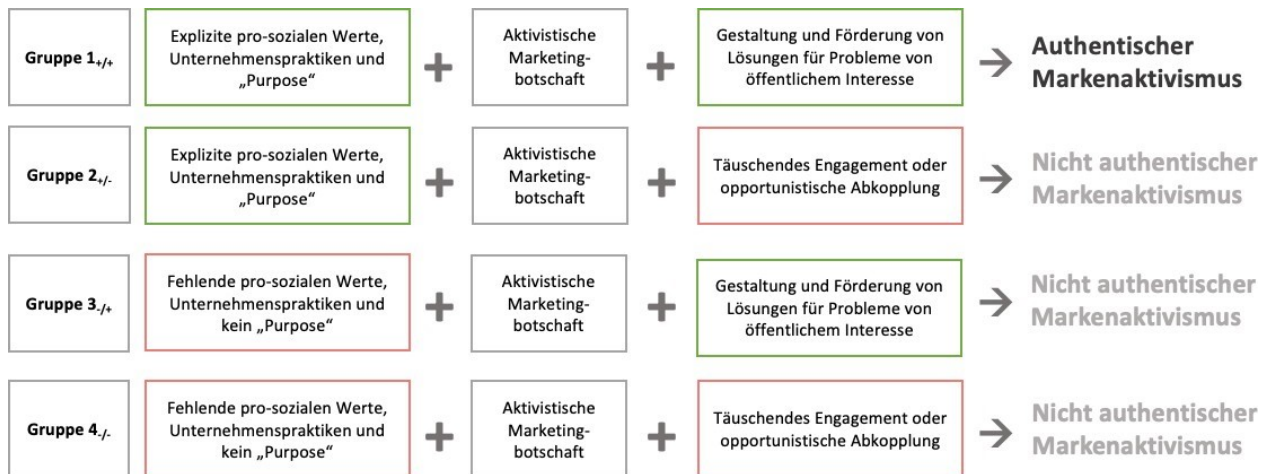 Gruppe 1+/+
Explizite pro-sozialen Werte,
Unternehmenspraktiken und
„Purpose“
+
Aktivistische
Marketing-
botschaft
+
Gestaltung und Förderung von
Lösungen für Probleme von
öffentlichem Interesse
→
Authentischer
Markenaktivismus
Gruppe 2+/-
Explizite pro-sozialen Werte,
Unternehmenspraktiken und
„Purpose“
+
Aktivistische
Marketing-
botschaft
+
Täuschendes Engagement oder
opportunistische Abkopplung
→
Nicht authentischer
Markenaktivismus
Gruppe 3-/+
Fehlende pro-sozialen Werte,
Unternehmenspraktiken und
kein „Purpose“
+
Aktivistische
Marketing-
botschaft
+
Gestaltung und Förderung von
Lösungen für Probleme von
öffentlichem Interesse
→
Nicht authentischer
Markenaktivismus
Gruppe 4-/-
Fehlende pro-sozialen Werte,
Unternehmenspraktiken und
kein „Purpose“
+
Aktivistische
Marketing-
botschaft
+
Täuschendes Engagement oder
opportunistische Abkopplung
→
Nicht authentischer
Markenaktivismus